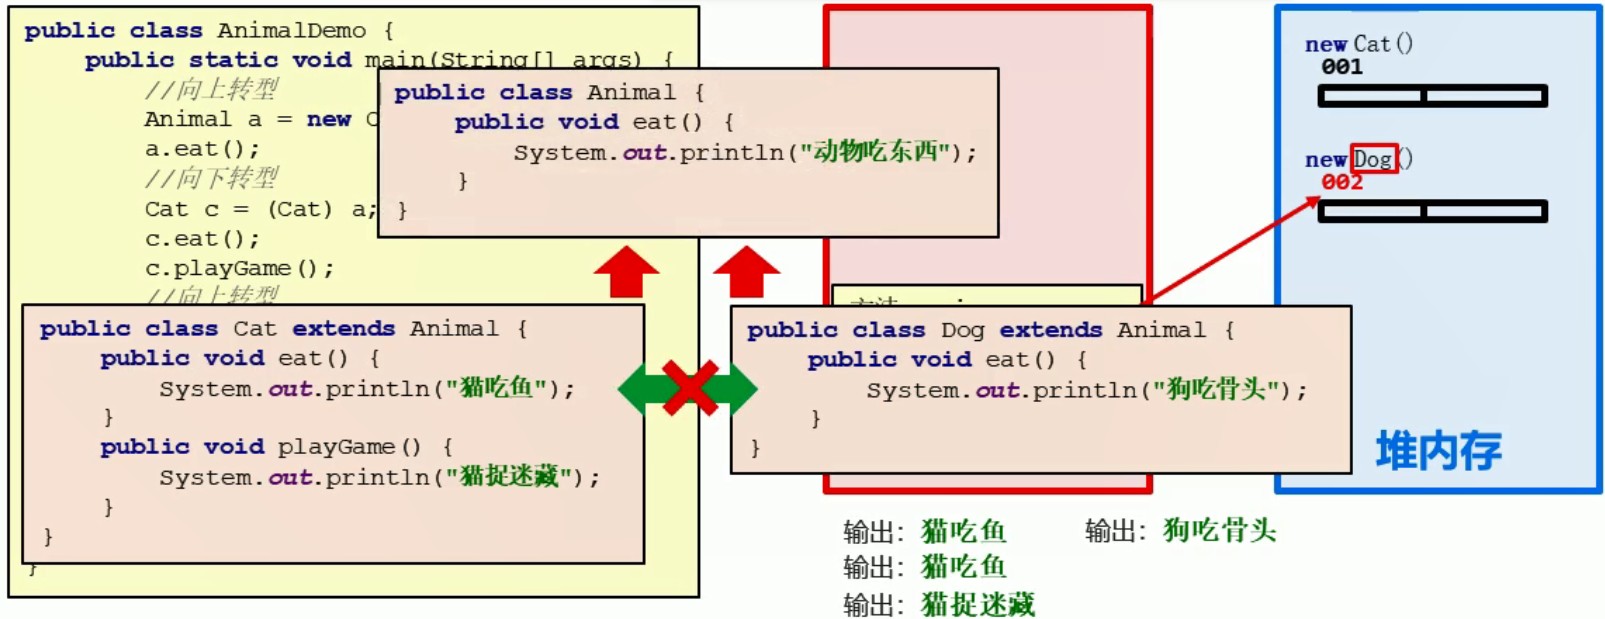 public class AnimalDemo {
public static void main(String[] args) {
//向上转型
Animal a = new C
a.eat();
//向下转型
Cat c = (Cat) a;
c.eat();
c.playGame();
//向上转型
}
public class Animal {
public void eat() {
System.out.println("动物吃东西");
}
}
public class Cat extends Animal {
public void eat() {
System.out.println("猫吃鱼");
}
public void playGame() {
System.out.println("猫捉迷藏");
}
}
public class Dog extends Animal {
public void eat() {
System.out.println("狗吃骨头");
}
}
new Cat()
001
new Dog()
002
堆内存
输出：猫吃鱼
输出：猫吃鱼
输出：猫捉迷藏
输出：狗吃骨头